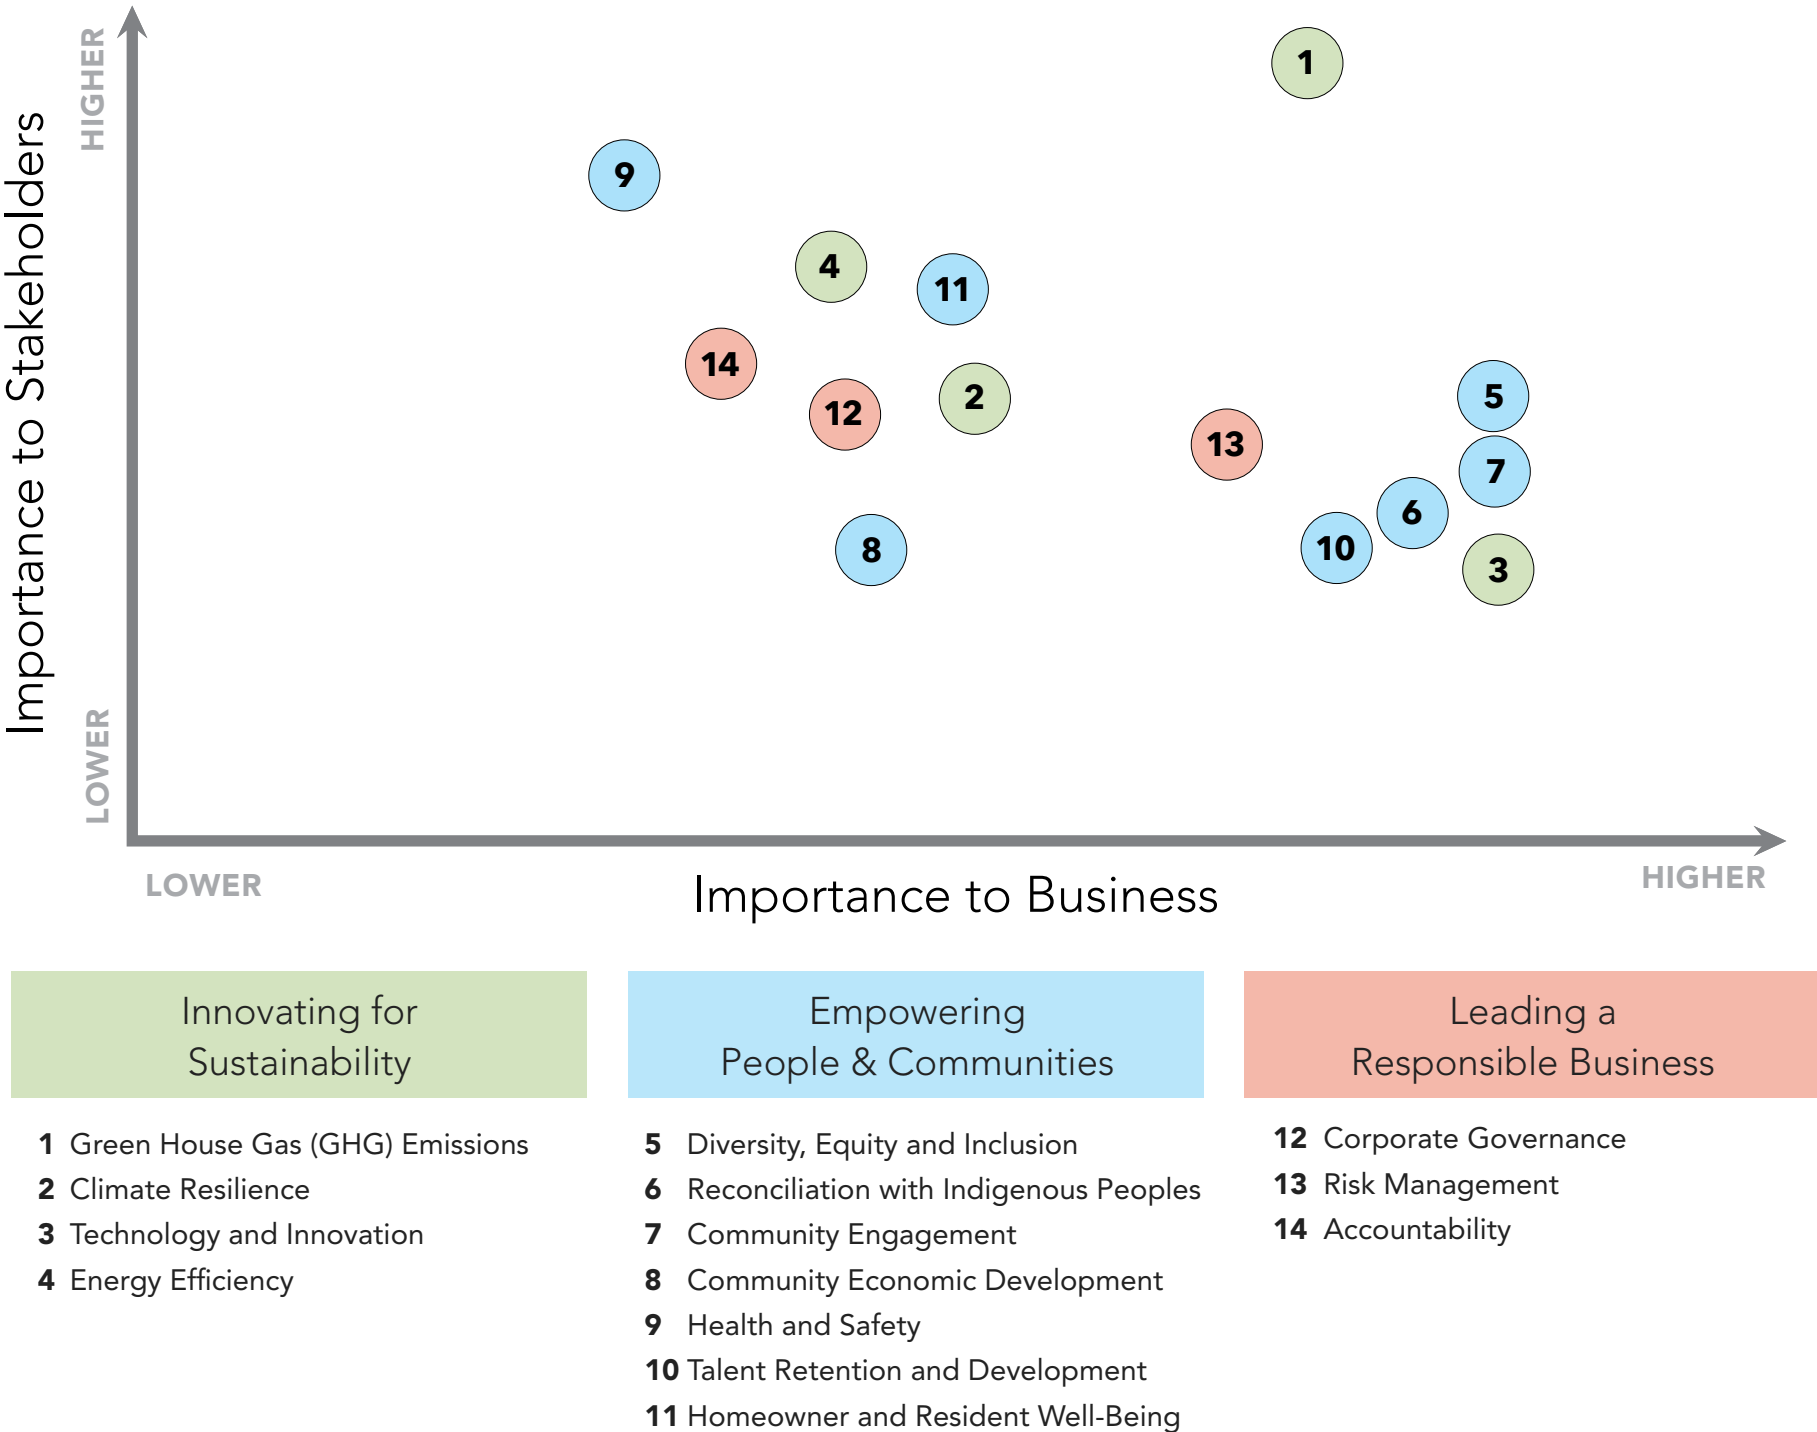 HIGHER
Importance to Stakeholders
LOWER
1
9
4
11
14
12
2
5
13
7
6
10
8
3
LOWER
Importance to Business
HIGHER
Innovating for
Sustainability
1 Green House Gas (GHG) Emissions
2 Climate Resilience
3 Technology and Innovation
4 Energy Efficiency
Empowering
People & Communities
5 Diversity, Equity and Inclusion
6 Reconciliation with Indigenous Peoples
7 Community Engagement
8 Community Economic Development
9 Health and Safety
10 Talent Retention and Development
11 Homeowner and Resident Well-Being
Leading a
Responsible Business
12 Corporate Governance
13 Risk Management
14 Accountability